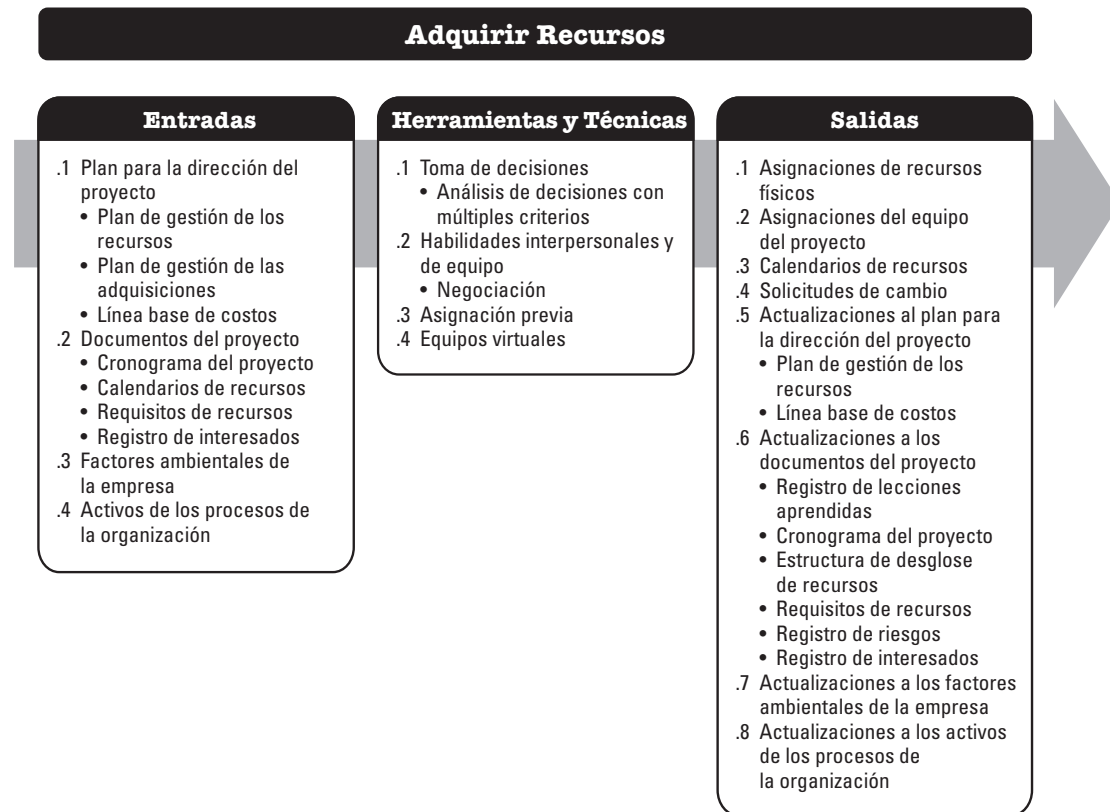 Adquirir Recursos
Entradas
.1 Plan para la dirección del
proyecto
• Plan de gestión de los
recursos
• Plan de gestión de las
adquisiciones
• Línea base de costos
.2 Documentos del proyecto
• Cronograma del proyecto
• Calendarios de recursos
• Requisitos de recursos
• Registro de interesados
.3 Factores ambientales de
la empresa
.4 Activos de los procesos de
la organización
Herramientas y Técnicas
.1 Toma de decisiones
• Análisis de decisiones con
múltiples criterios
.2 Habilidades interpersonales y
de equipo
• Negociación
.3 Asignación previa
.4 Equipos virtuales
Salidas
.1 Asignaciones de recursos
físicos
.2 Asignaciones del equipo
del proyecto
.3 Calendarios de recursos
.4 Solicitudes de cambio
.5 Actualizaciones al plan para
la dirección del proyecto
• Plan de gestión de los
recursos
• Línea base de costos
.6 Actualizaciones a los
documentos del proyecto
• Registro de lecciones
aprendidas
• Cronograma del proyecto
• Estructura de desglose
de recursos
• Requisitos de recursos
• Registro de riesgos
• Registro de interesados
.7 Actualizaciones a los factores
ambientales de la empresa
.8 Actualizaciones a los activos
de los procesos de
la organización